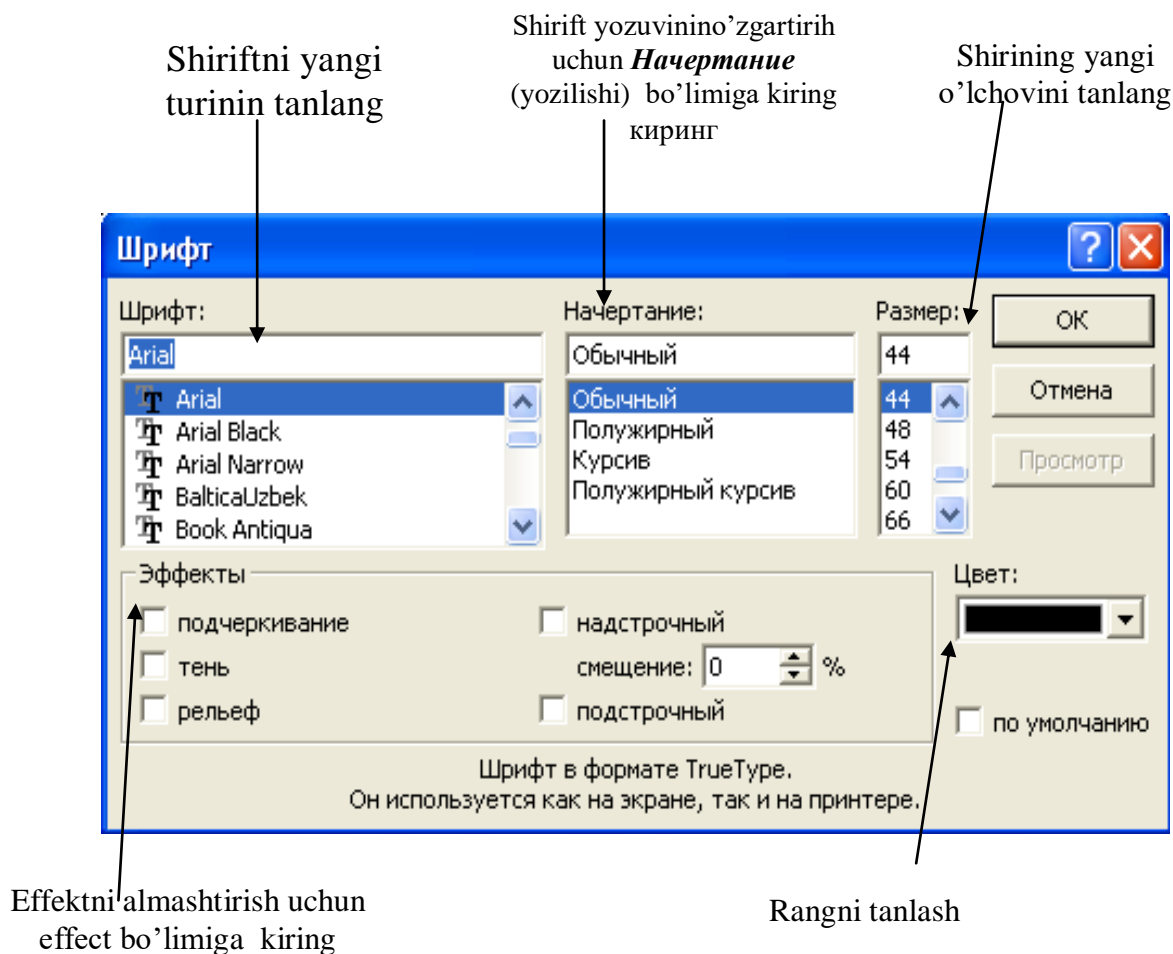 Shiriftni yangi
turinin tanlang
Shirift yozuvinino’zgartirih
uchun Начертание
(yozilishi) bo’limiga kiring
киринг
Shirining yangi
o’lchovini tanlang
Шрифт
Шрифт:
Arial
Arial
Arial Black
Arial Narrow
BalticaUzbek
Book Antiqua
Начертание:
Обычный
Обычный
Полужирный
Курсив
Полужирный курсив
Размер:
44
44
48
54
60
66
ОК
Отмена
Просмотр
Эффекты
подчеркивание
тень
рельеф
надстрочный
смещение: 0 %
подстрочный
Цвет:
по умолчанию
Шрифт в формате TrueType.
Он используется как на экране, так и на принтере.
Effektni almashtirish uchun
effect bo’limiga kiring
Rangni tanlash